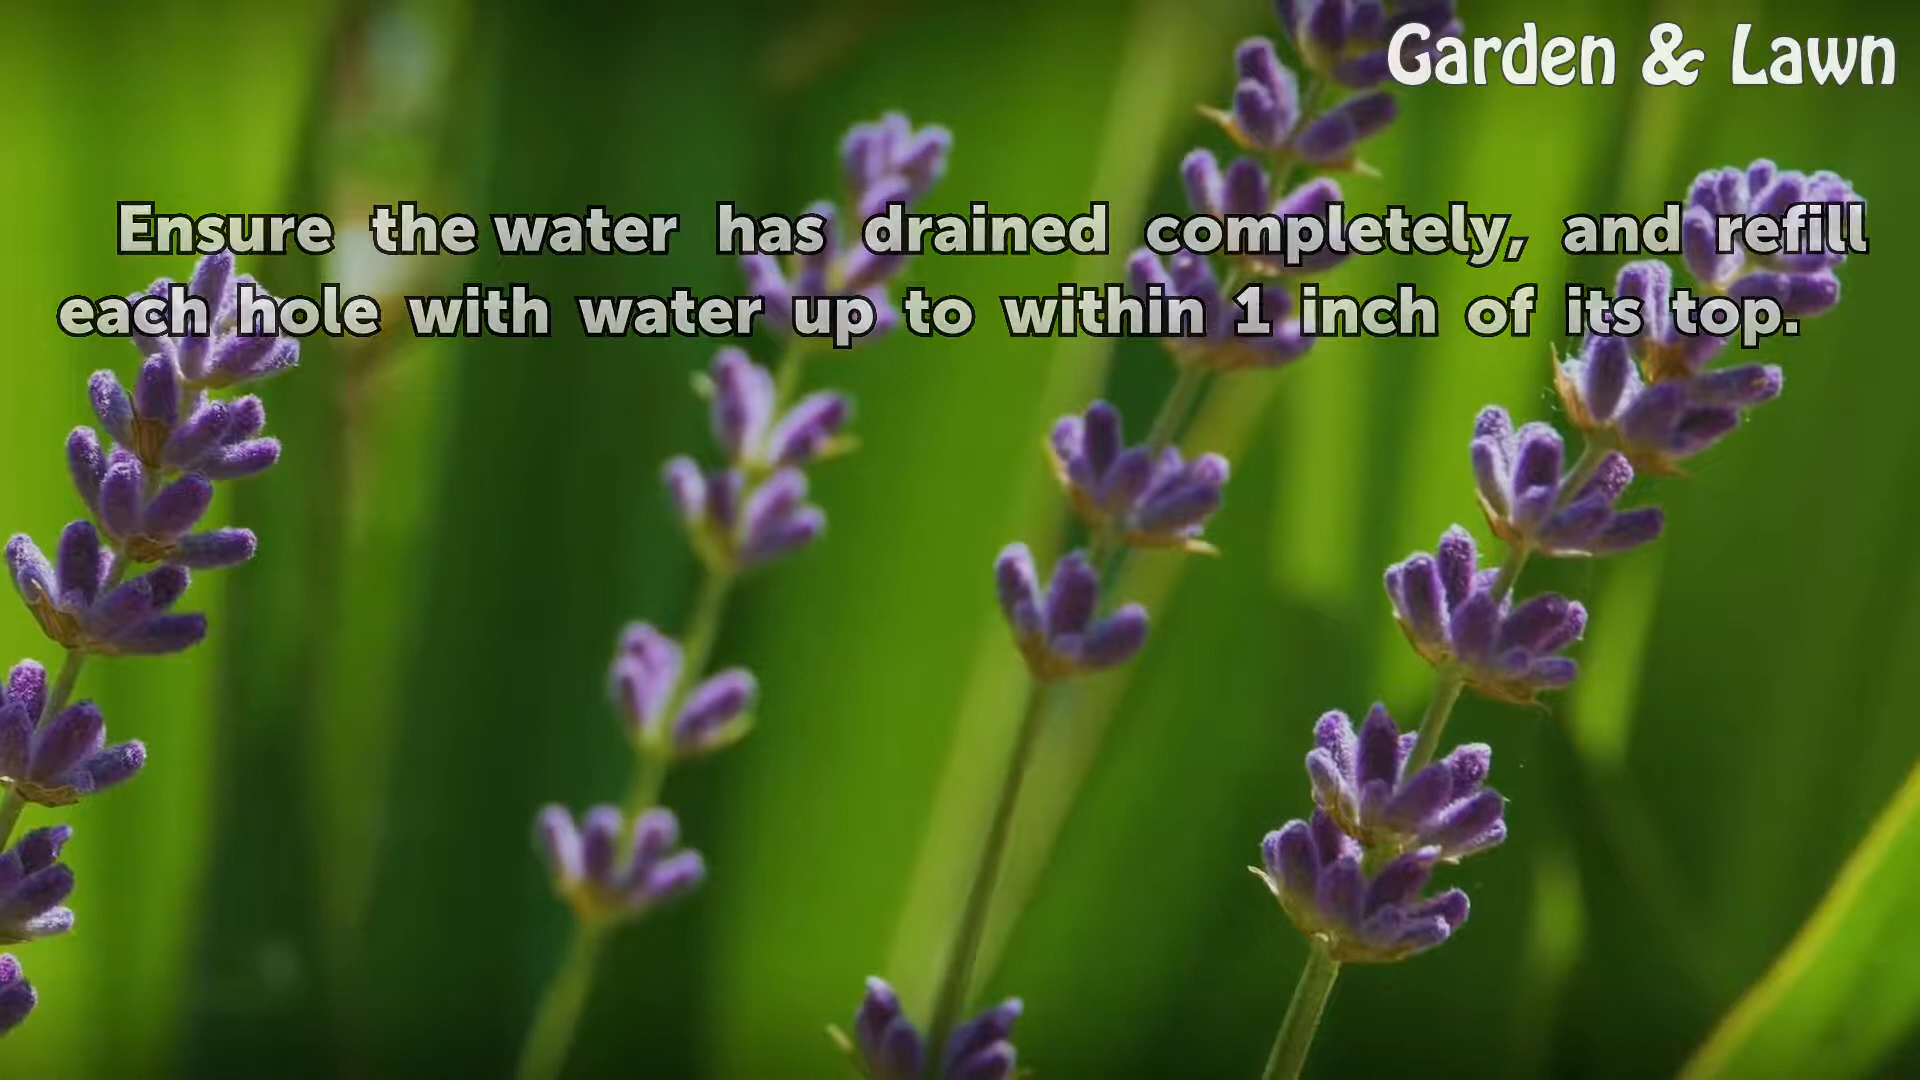 Garden & Lawn
Ensure the water has drained completely, and refill
each hole with water up to within 1 inch of its top.